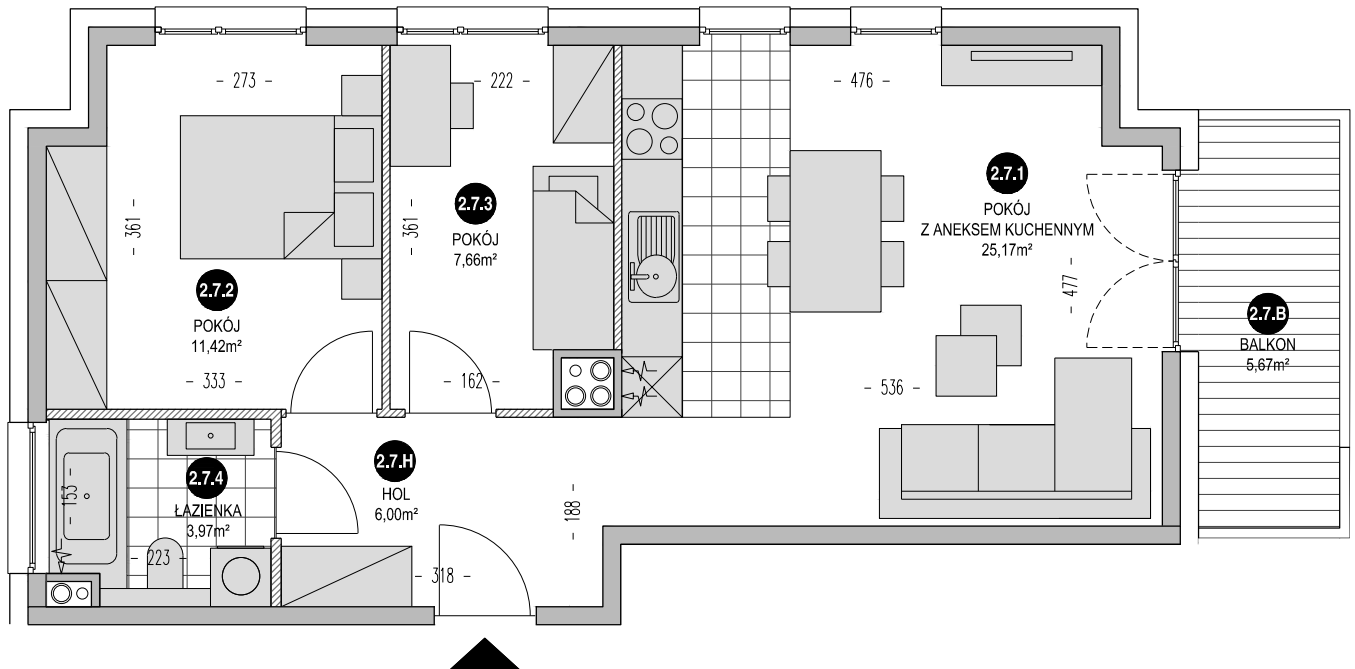 - 273 -
- 222 -
- 476 -
- 361 -
- 361 -
2.7.1
POKÓJ
Z ANEKSEM KUCHENNYM
25,17m²
2.7.3
POKÓJ
7,66m²
2.7.2
POKÓJ
11,42m²
- 477 -
2.7.B
BALKON
5,67m²
- 333 -
- 162 -
- 536 -
2.7.H
HOL
6,00m²
2.7.4
ŁAZIENKA
3,97m²
- 153 -
- 188 -
- 223 -
- 318 -